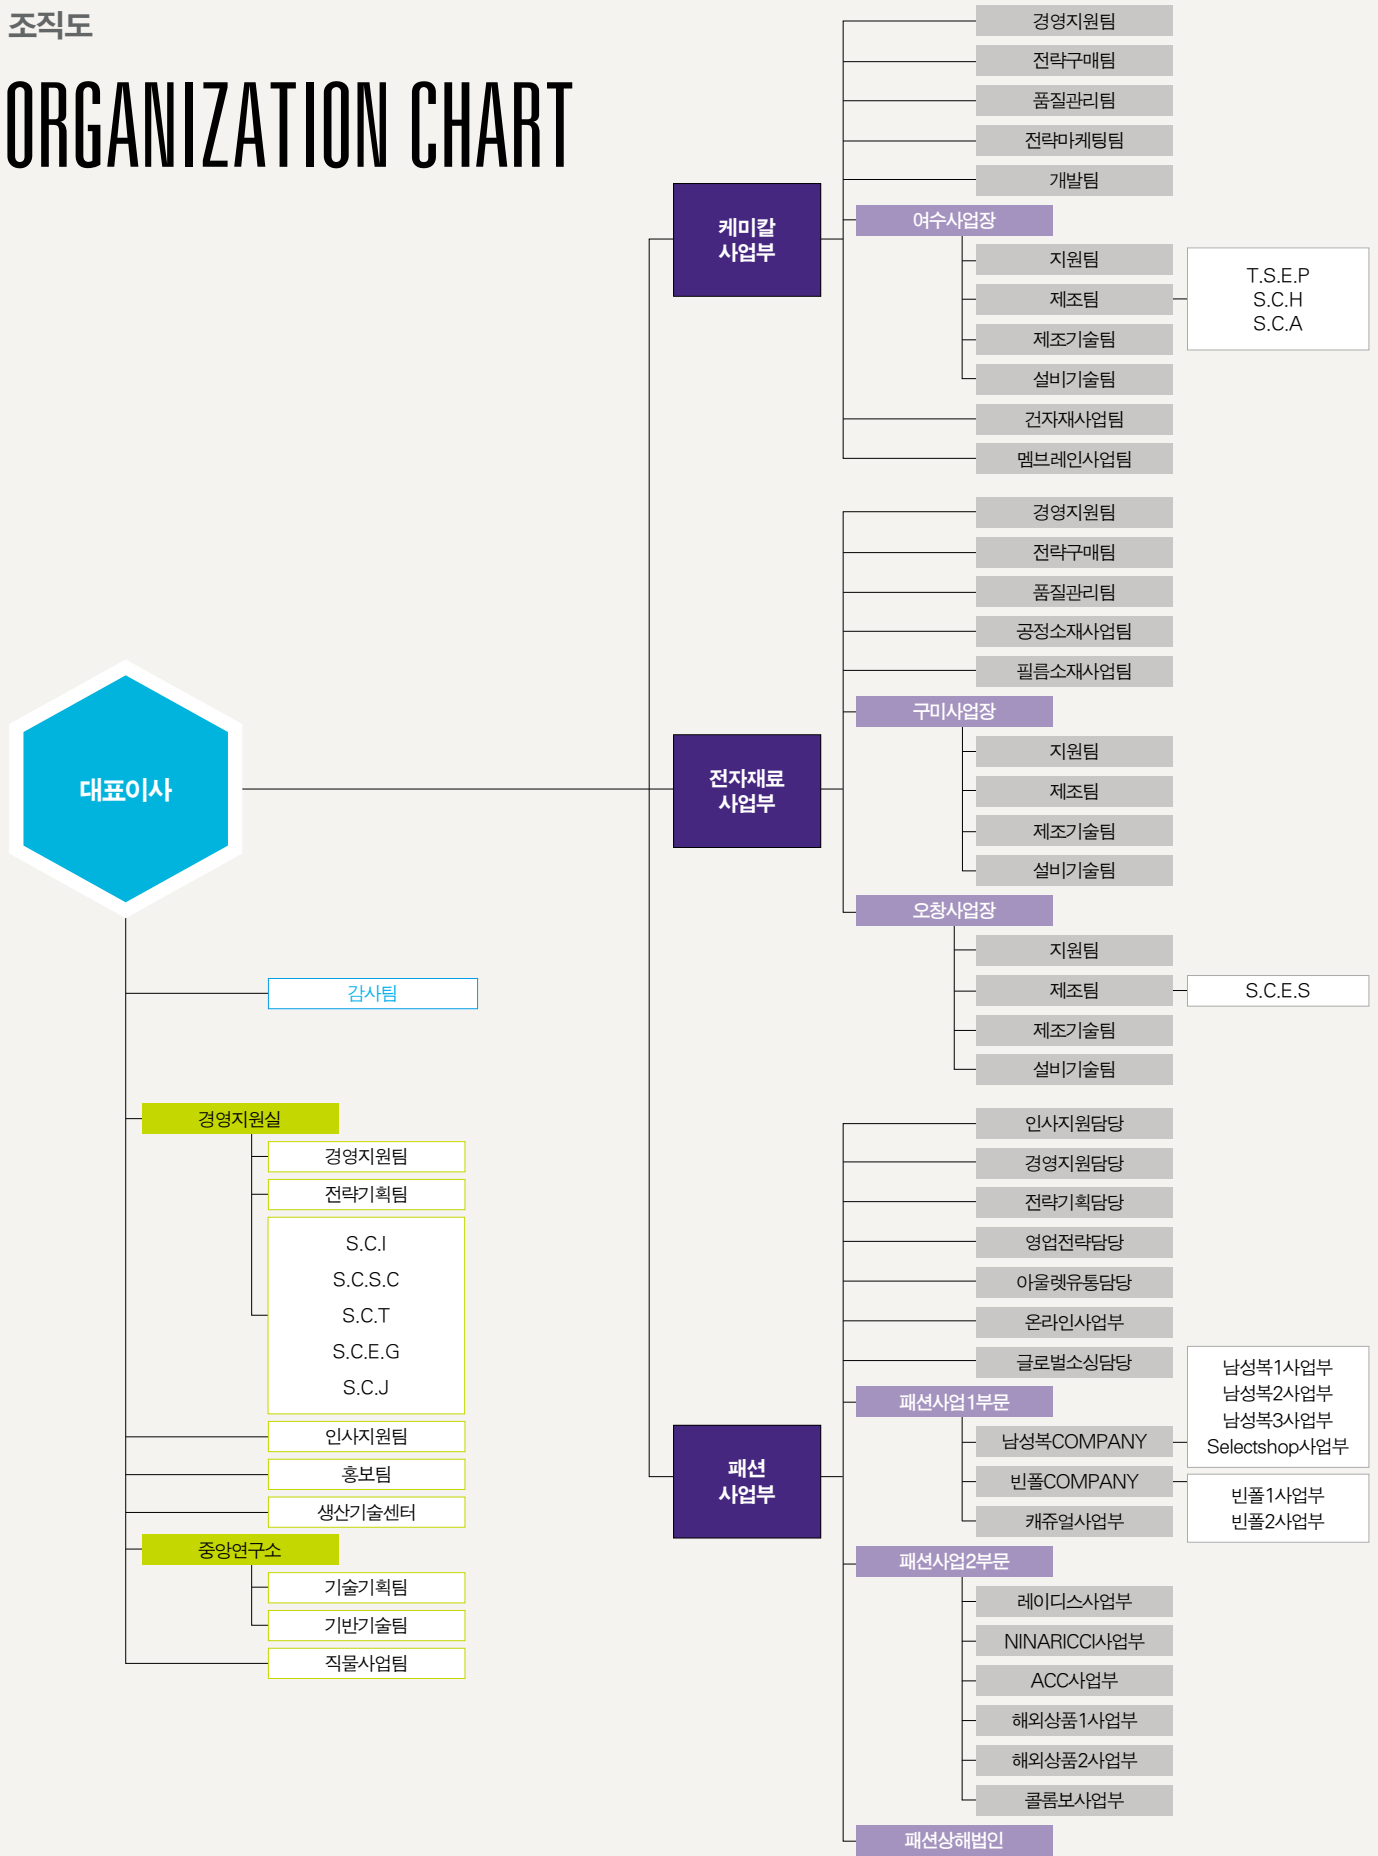 조직도
ORGANIZATION CHART
대표이사
감사팀
경영지원실
경영지원팀
전략기획팀
S.C.I
S.C.S.C
S.C.T
S.C.E.G
S.C.J
인사지원팀
홍보팀
생산기술센터
중앙연구소
기술기획팀
기반기술팀
직물사업팀
케미칼
사업부
경영지원팀
전략구매팀
품질관리팀
전략마케팅팀
개발팀
여수사업장
지원팀
제조팀
T.S.E.P
S.C.H
S.C.A
제조기술팀
설비기술팀
건자재사업팀
멤브레인사업팀
전자재료
사업부
경영지원팀
전략구매팀
품질관리팀
공정소재사업팀
필름소재사업팀
구미사업장
지원팀
제조팀
제조기술팀
설비기술팀
오창사업장
지원팀
제조팀
S.C.E.S
제조기술팀
설비기술팀
패션
사업부
인사지원담당
경영지원담당
전략기획담당
영업전략담당
아울렛유통담당
온라인사업부
글로벌소싱담당
패션사업1부문
남성복COMPANY
남성복1사업부
남성복2사업부
남성복3사업부
Selectshop사업부
빈폴COMPANY
빈폴1사업부
빈폴2사업부
캐쥬얼사업부
패션사업2부문
레이디스사업부
NINARICCI사업부
ACC사업부
해외상품1사업부
해외상품2사업부
콜롬보사업부
패션상해법인